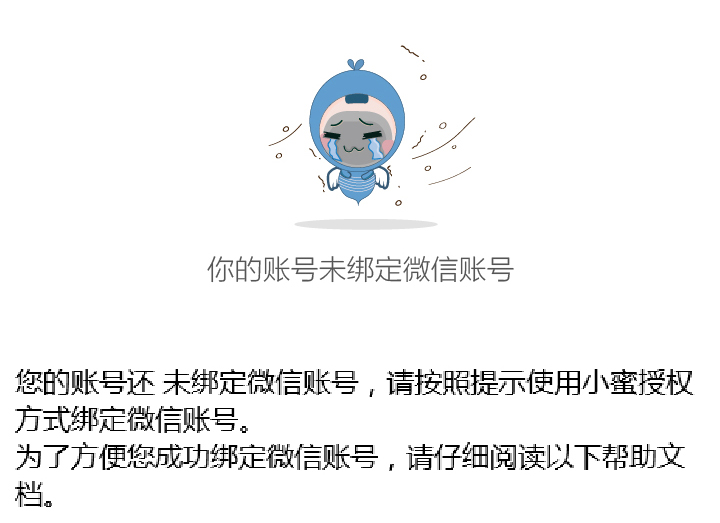 你的账号未绑定微信账号
您的账号还 未绑定微信账号，请按照提示使用小蜜授权
方式绑定微信账号。
为了方便您成功绑定微信账号，请仔细阅读以下帮助文
档。